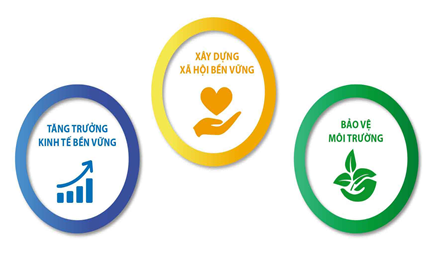 XÂY DỰNG
XÃ HỘI BỀN VỮNG
TĂNG TRƯỞNG
KINH TẾ BỀN VỮNG
BẢO VỆ
MÔI TRƯỜNG